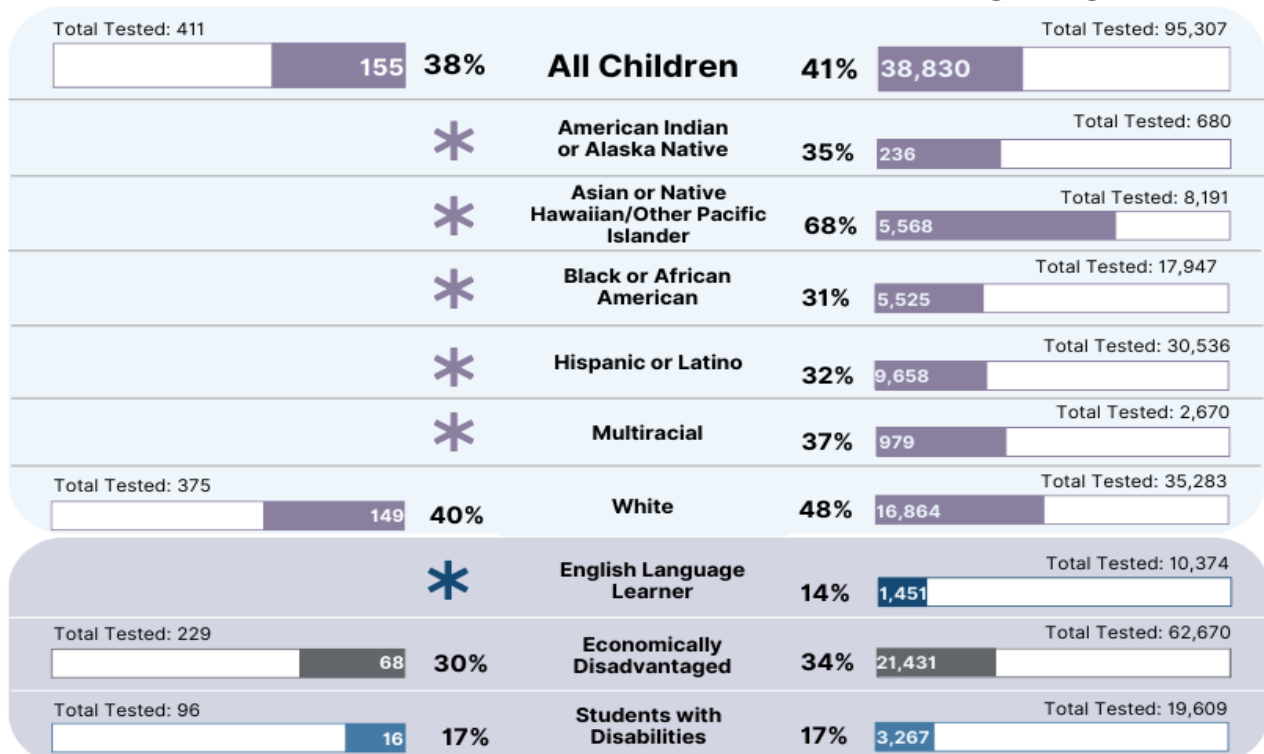 Total Tested: 411
Total Tested: 95,307
155 38% All Children 41% 38,830
Total Tested: 680
American Indian
or Alaska Native
* 35% 236
Total Tested: 8,191
Asian or Native
Hawaiian/Other Pacific
Islander
* 68% 5,568
Total Tested: 17,947
Black or African
American
* 31% 5,525
Total Tested: 30,536
* Hispanic or Latino 32% 9,658
Total Tested: 2,670
* Multiracial 37% 979
Total Tested: 375
Total Tested: 35,283
149 40% White 48% 16,864
Total Tested: 10,374
English Language
Learner
* 14% 1,451
Total Tested: 229
Total Tested: 62,670
Economically
Disadvantaged
68 30% 34% 21,431
Total Tested: 96
Total Tested: 19,609
Students with
Disabilities
16 17% 17% 3,267